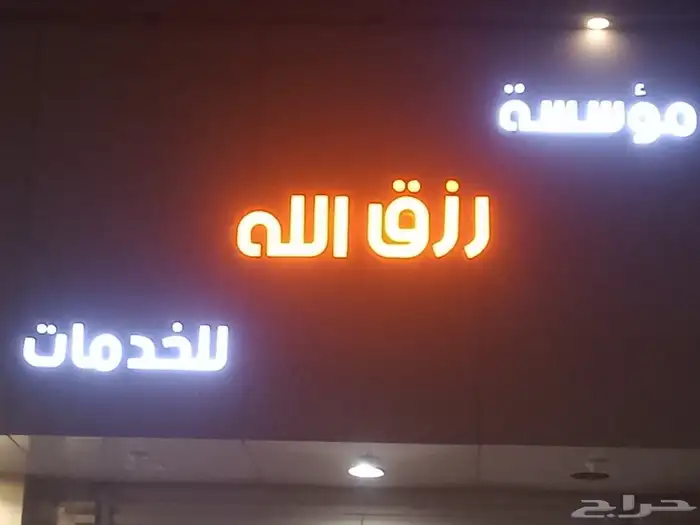 مؤسسة
رزق الله
للخدمات
حراج